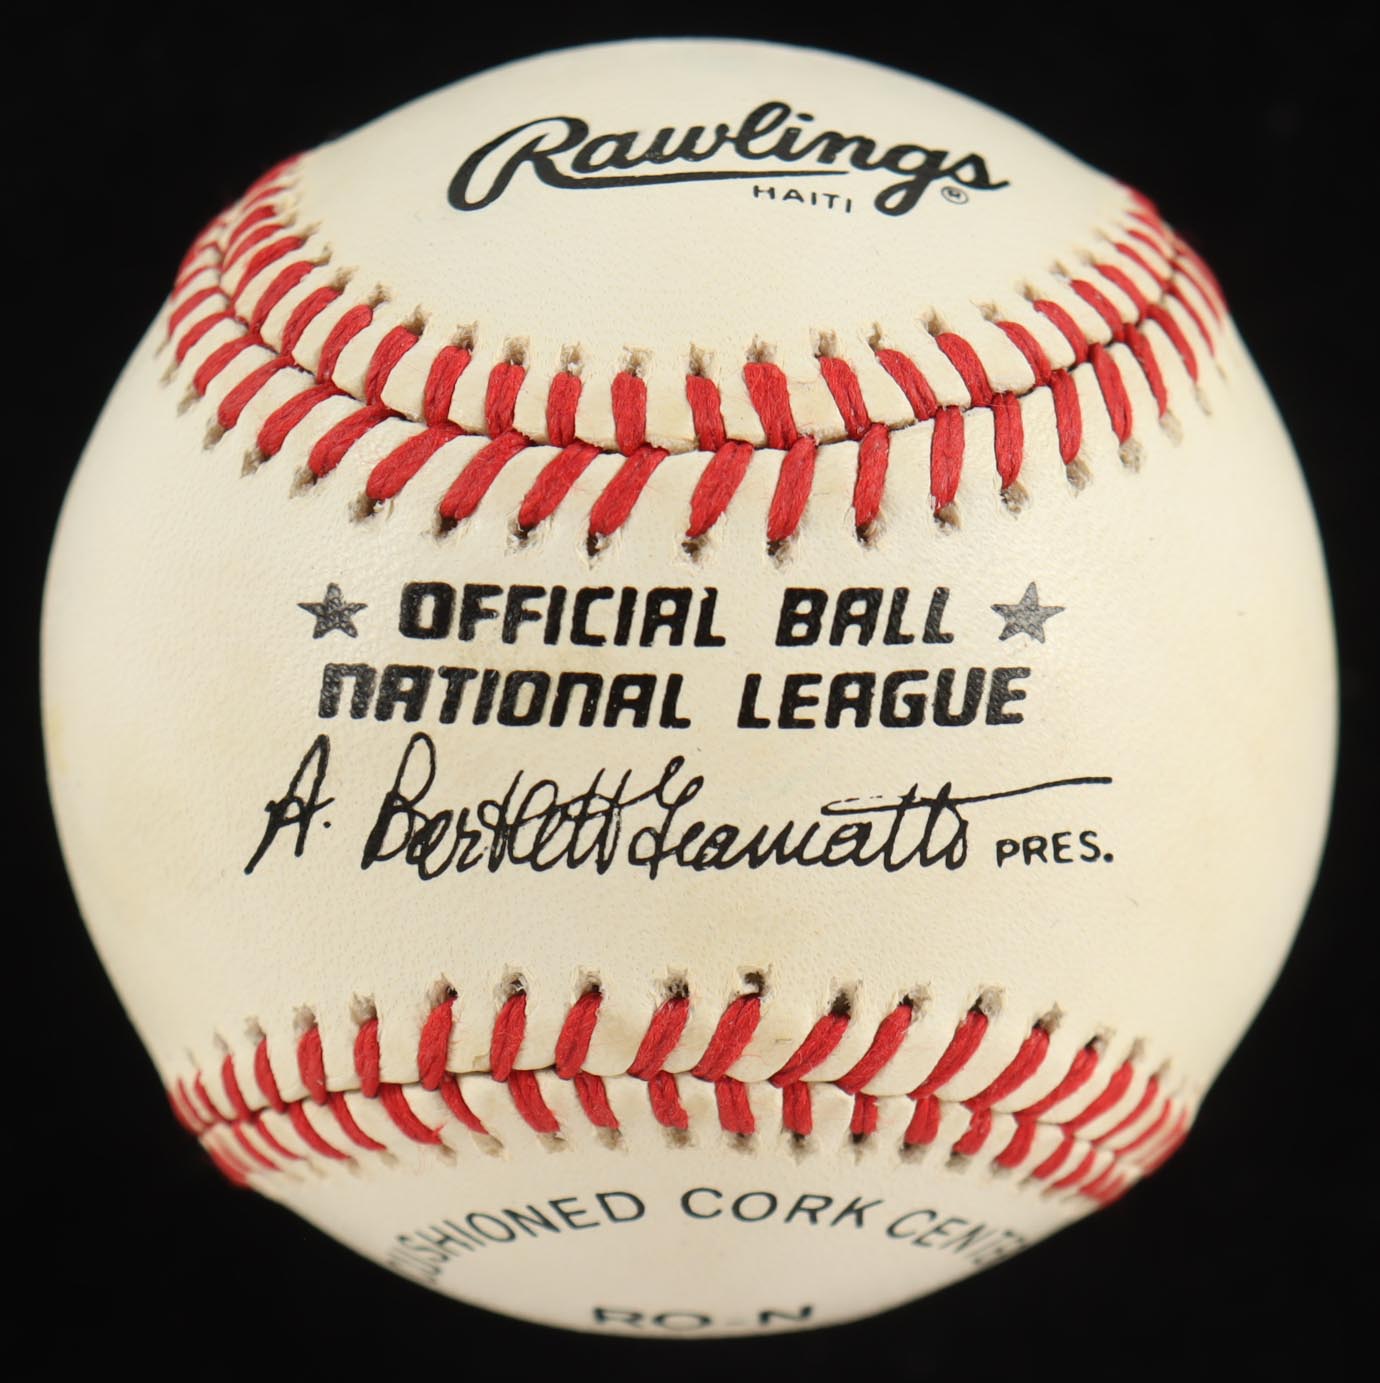 Rawlings®
HAITI
★ OFFICIAL BALL ★
NATIONAL LEAGUE
A. Bartlett Giamatti PRES.
CUSHIONED CORK CENTER
RO-N